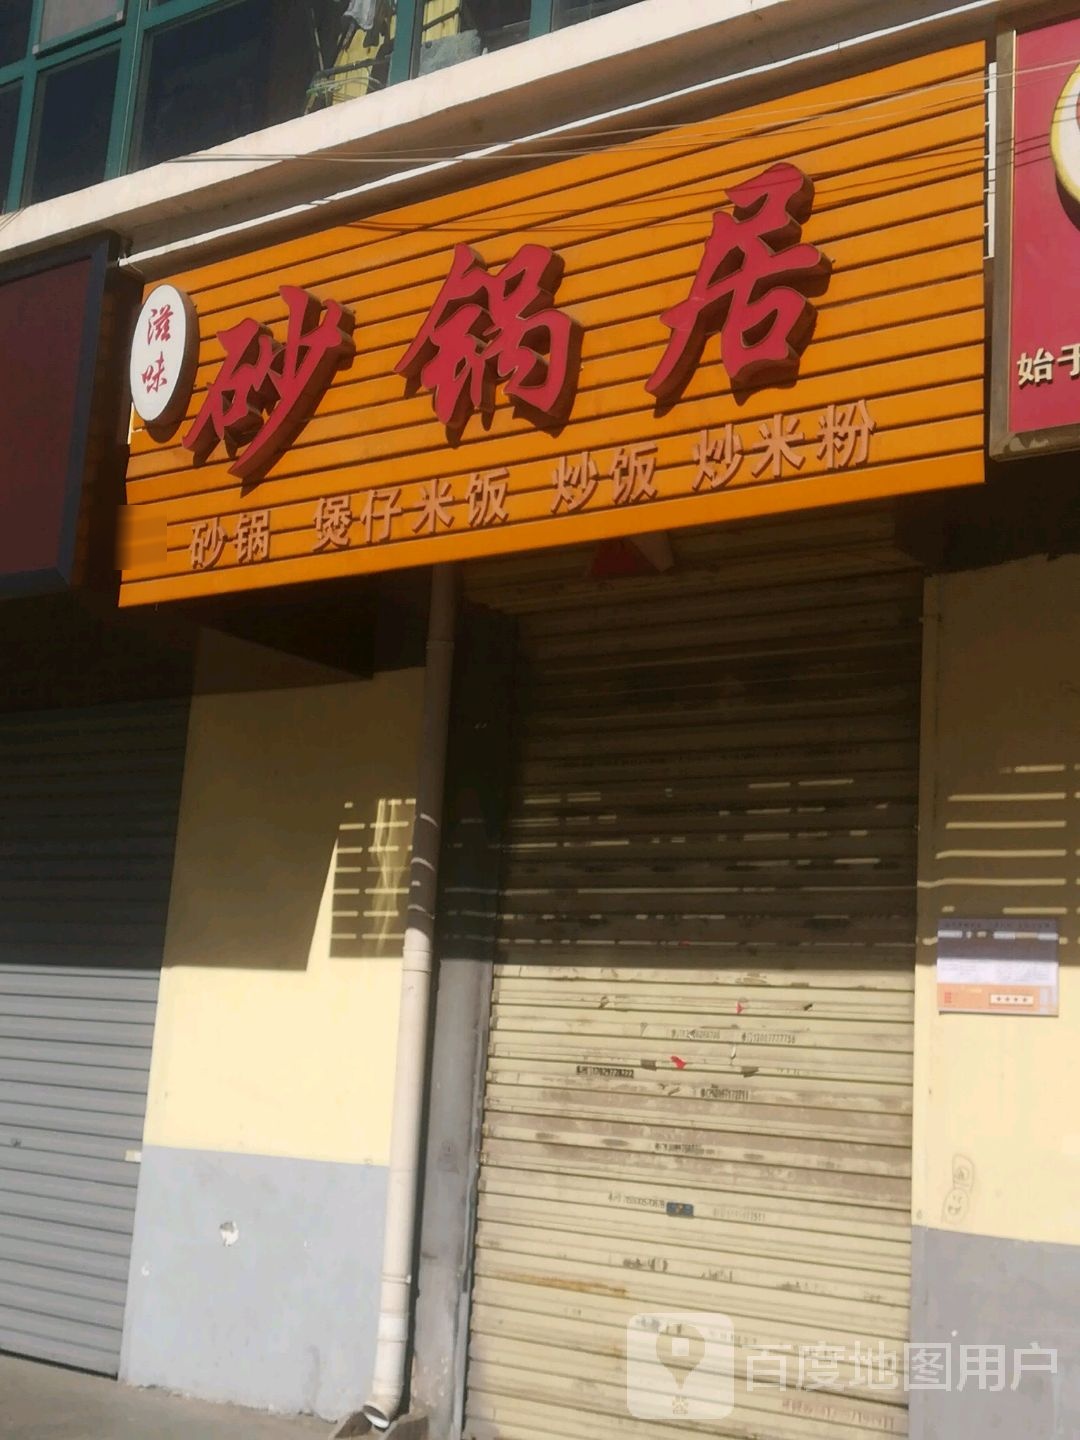 滋味
砂锅居
砂锅 煲仔米饭 炒饭 炒米粉
始于
百度地图用户